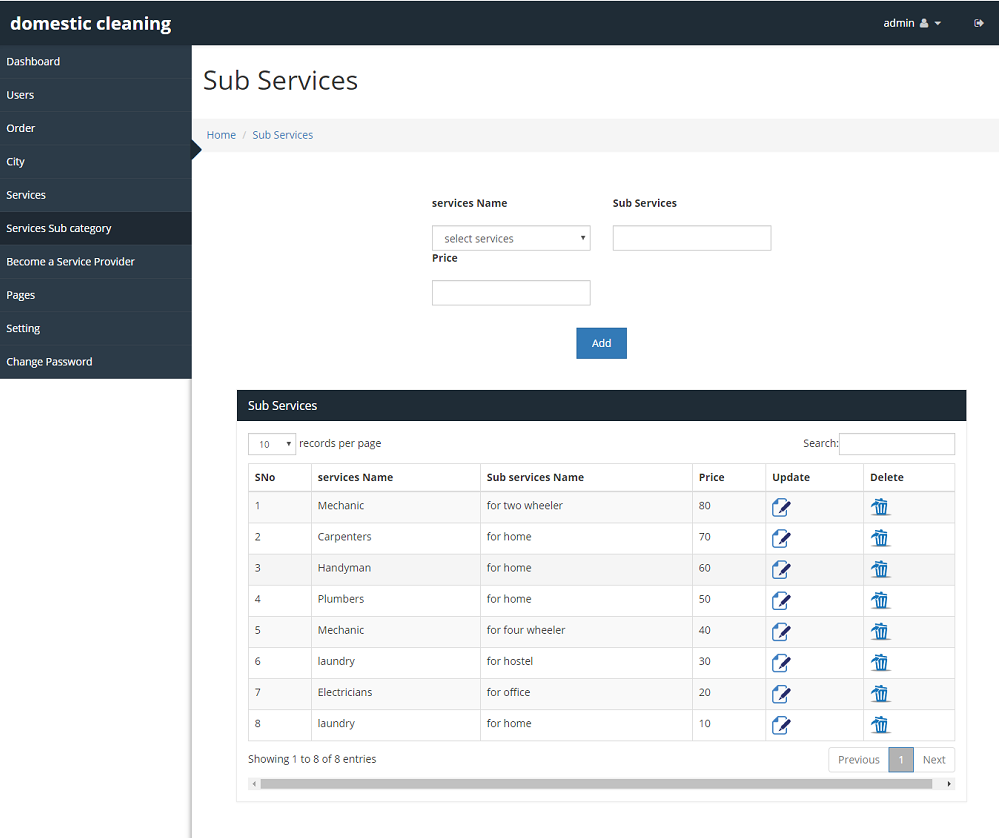 domestic cleaning admin
Dashboard
Users
Order
City
Services
Services Sub category
Become a Service Provider
Pages
Setting
Change Password
Sub Services
Home / Sub Services
services Name Sub Services
select services
Price
Add
Sub Services
10 records per page Search:
SNo services Name Sub services Name Price Update Delete
1 Mechanic for two wheeler 80
2 Carpenters for home 70
3 Handyman for home 60
4 Plumbers for home 50
5 Mechanic for four wheeler 40
6 laundry for hostel 30
7 Electricians for office 20
8 laundry for home 10
Showing 1 to 8 of 8 entries Previous 1 Next